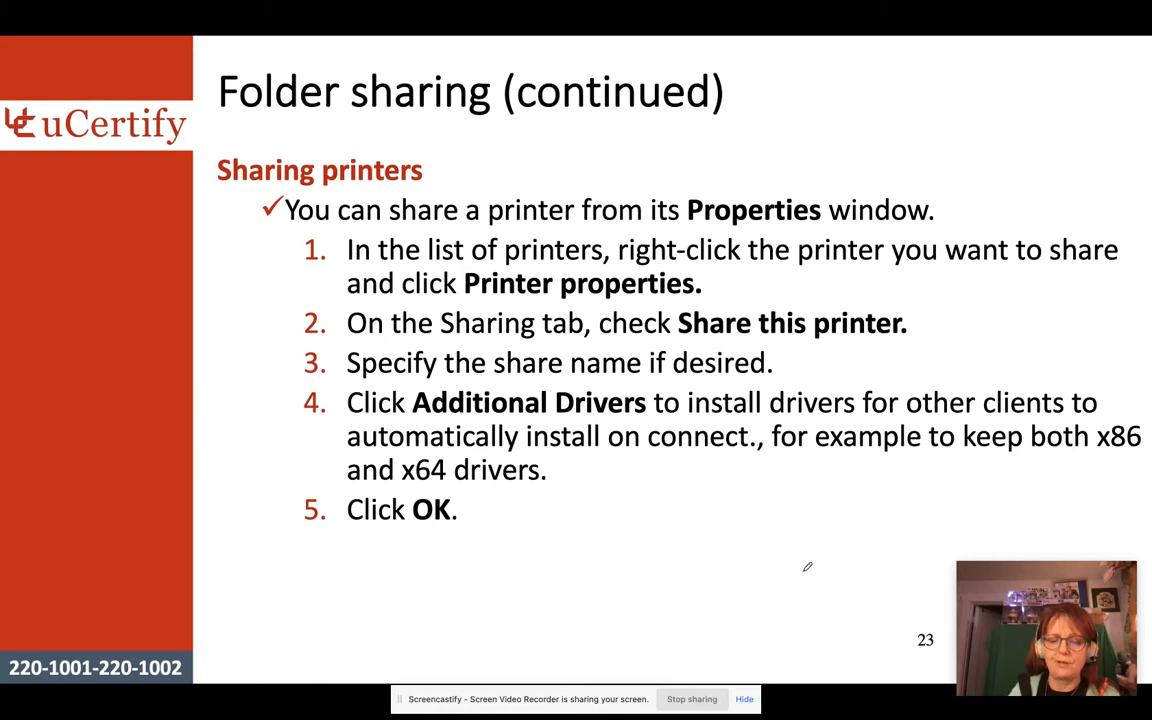 Folder sharing (continued)
uCertify
Sharing printers
✓You can share a printer from its Properties window.
1. In the list of printers, right-click the printer you want to share
and click Printer properties.
2. On the Sharing tab, check Share this printer.
3. Specify the share name if desired.
4. Click Additional Drivers to install drivers for other clients to
automatically install on connect., for example to keep both x86
and x64 drivers.
5. Click OK.
23
220-1001-220-1002
Screencastify - Screen Video Recorder is sharing your screen. Stop sharing Hide